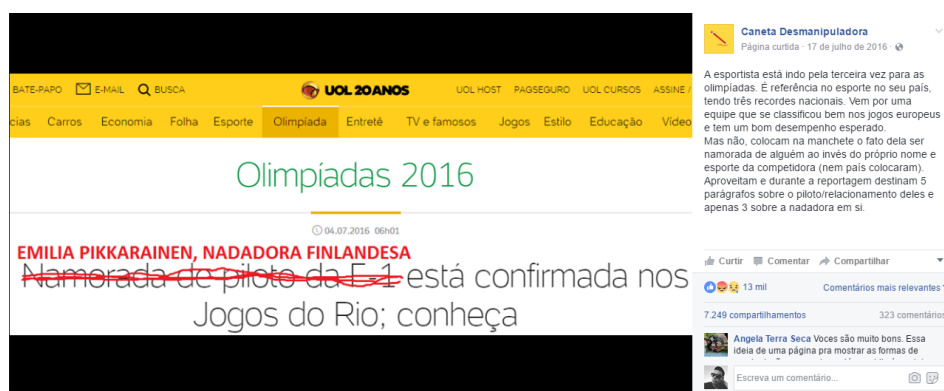 BATE-PAPO E-MAIL BUSCA UOL 20 ANOS UOL HOST PAGSEGURO UOL CURSOS ASSINE /
cias Carros Economia Folha Esporte Olimpíada Entretê TV e famosos Jogos Estilo Educação Vídeo
Olimpíadas 2016
04.07.2016 06h01
EMILIA PIKKARAINEN, NADADORA FINLANDESA
Namorada de piloto da F-1 está confirmada nos
Jogos do Rio; conheça
Caneta Desmanipuladora
Página curtida · 17 de julho de 2016 ·
A esportista está indo pela terceira vez para as
olimpíadas. É referência no esporte no seu país,
tendo três recordes nacionais. Vem por uma
equipe que se classificou bem nos jogos europeus
e tem um bom desempenho esperado.
Mas não, colocam na manchete o fato dela ser
namorada de alguém ao invés do próprio nome e
esporte da competidora (nem país colocaram).
Aproveitam e durante a reportagem destinam 5
parágrafos sobre o piloto/relacionamento deles e
apenas 3 sobre a nadadora em si.
Curtir Comentar Compartilhar
13 mil Comentários mais relevantes
7.249 compartilhamentos 323 comentários
Angela Terra Seca Voces são muito bons. Essa
ideia de uma página pra mostrar as formas de
Escreva um comentário...